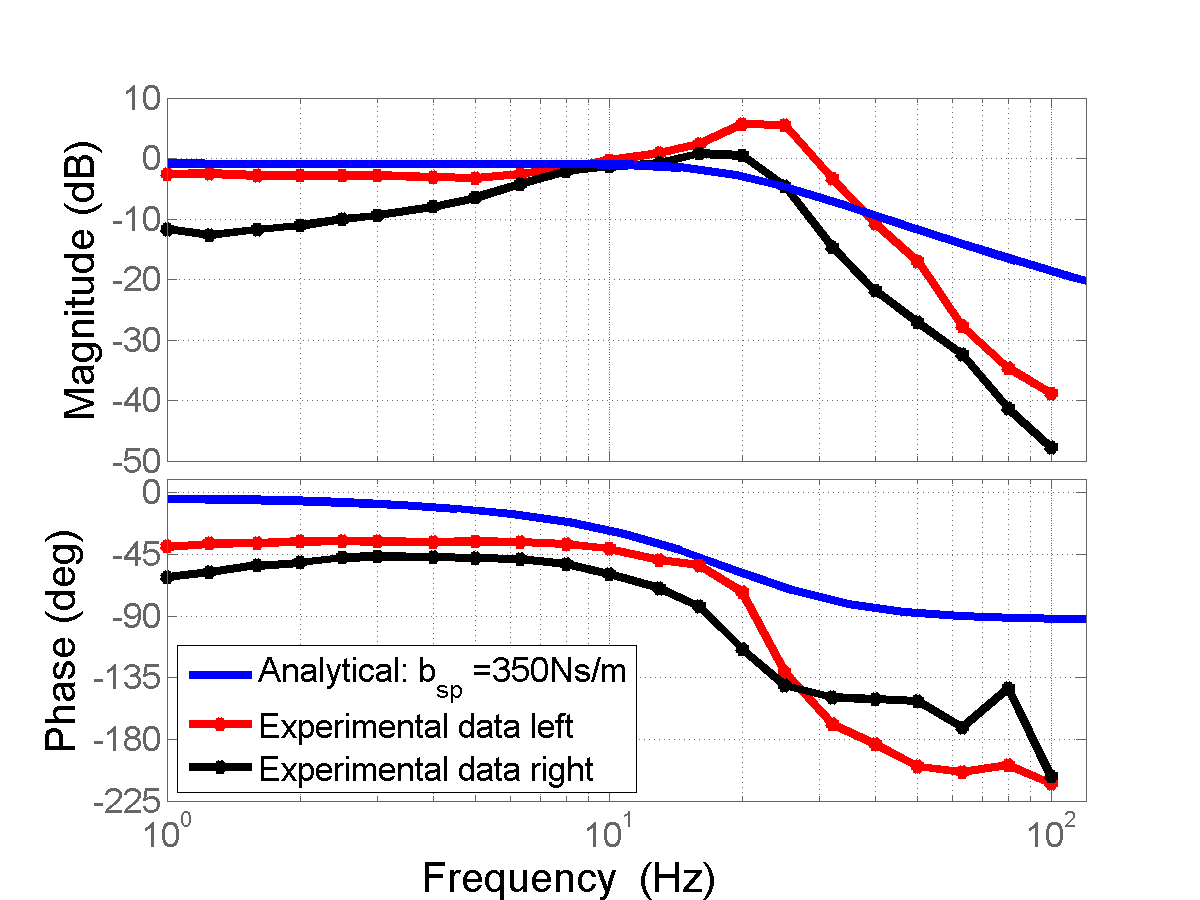 10
0
-10
-20
-30
-40
-50
Magnitude (dB)
0
-45
-90
-135
-180
-225
Phase (deg)
Analytical: b_sp =350Ns/m
Experimental data left
Experimental data right
10^0 10^1 10^2
Frequency (Hz)